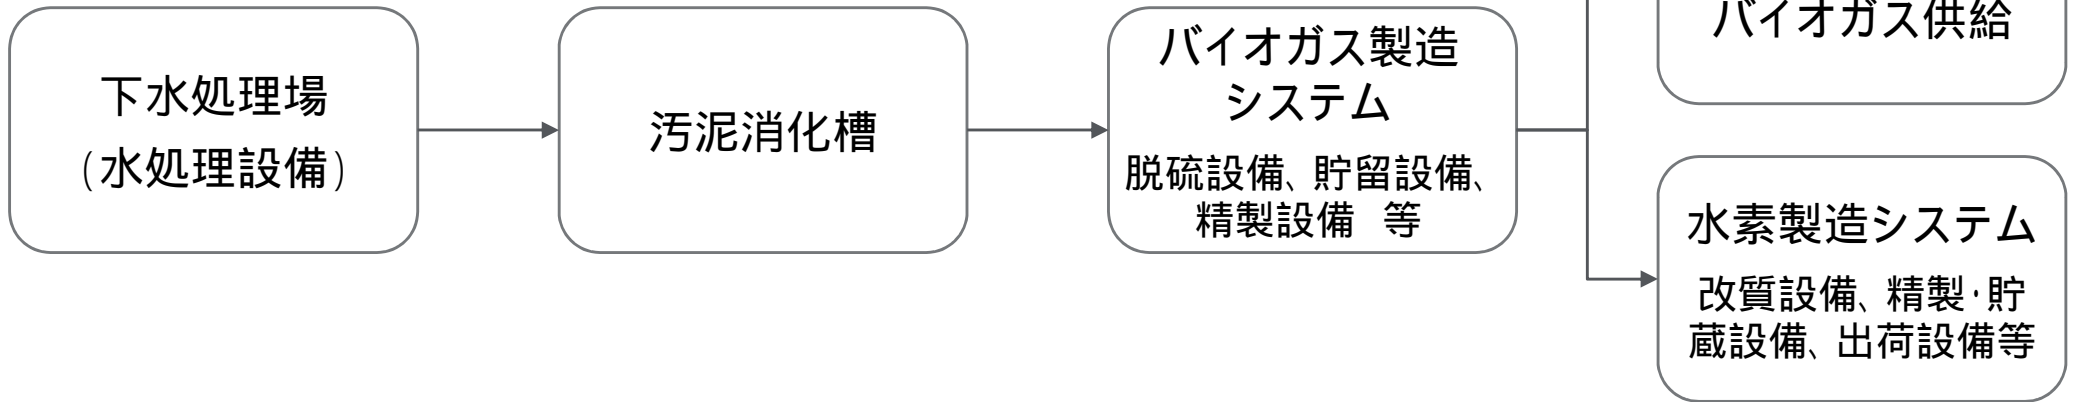 下水処理場
(水処理設備)
汚泥消化槽
バイオガス製造
システム
脱硫設備、貯留設備、
精製設備 等
バイオガス供給
水素製造システム
改質設備、精製・貯
蔵設備、出荷設備等